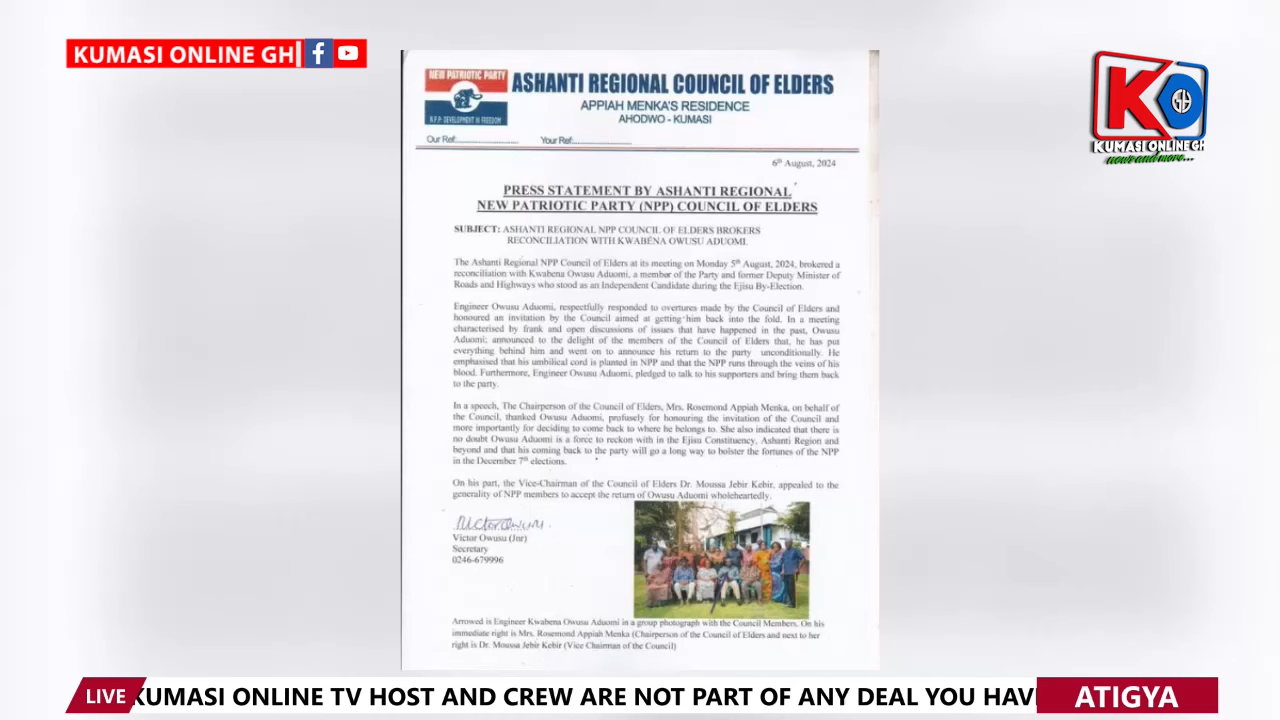 KUMASI ONLINE GH
KO
GH
KUMASI ONLINE GH
news and more...
NEW PATRIOTIC PARTY
N.P.P- DEVELOPMENT IN FREEDOM
ASHANTI REGIONAL COUNCIL OF ELDERS
APPIAH MENKA'S RESIDENCE
AHODWO - KUMASI
Our Ref:.................... Your Ref:....................
6th August, 2024
PRESS STATEMENT BY ASHANTI REGIONAL
NEW PATRIOTIC PARTY (NPP) COUNCIL OF ELDERS
SUBJECT: ASHANTI REGIONAL NPP COUNCIL OF ELDERS BROKERS
RECONCILIATION WITH KWABENA OWUSU ADUOMI.
The Ashanti Regional NPP Council of Elders at its meeting on Monday 5th August, 2024, brokered a
reconciliation with Kwabena Owusu Aduomi, a member of the Party and former Deputy Minister of
Roads and Highways who stood as an Independent Candidate during the Ejisu By-Election.
Engineer Owusu Aduomi, respectfully responded to overtures made by the Council of Elders and
honoured an invitation by the Council aimed at getting him back into the fold. In a meeting
characterised by frank and open discussions of issues that have happened in the past, Owusu
Aduomi; announced to the delight of the members of the Council of Elders that, he has put
everything behind him and went on to announce his return to the party unconditionally. He
emphasised that his umbilical cord is planted in NPP and that the NPP runs through the veins of his
blood. Furthermore, Engineer Owusu Aduomi, pledged to talk to his supporters and bring them back
to the party.
In a speech, The Chairperson of the Council of Elders, Mrs. Rosemond Appiah Menka, on behalf of
the Council, thanked Owusu Aduomi, profusely for honouring the invitation of the Council and
more importantly for deciding to come back to where he belongs to. She also indicated that there is
no doubt Owusu Aduomi is a force to reckon with in the Ejisu Constituency, Ashanti Region and
beyond and that his coming back to the party will go a long way to bolster the fortunes of the NPP
in the December 7th elections.
On his part, the Vice-Chairman of the Council of Elders Dr. Moussa Jebir Kebir, appealed to the
generality of NPP members to accept the return of Owusu Aduomi wholeheartedly.
Victor Owusu
Victor Owusu (Jnr)
Secretary
0246-679996
Arrowed is Engineer Kwabena Owusu Aduomi in a group photograph with the Council Members. On his
immediate right is Mrs. Rosemond Appiah Menka (Chairperson of the Council of Elders and next to her
right is Dr. Moussa Jebir Kebir (Vice Chairman of the Council)
LIVE KUMASI ONLINE TV HOST AND CREW ARE NOT PART OF ANY DEAL YOU HAV
ATIGYA